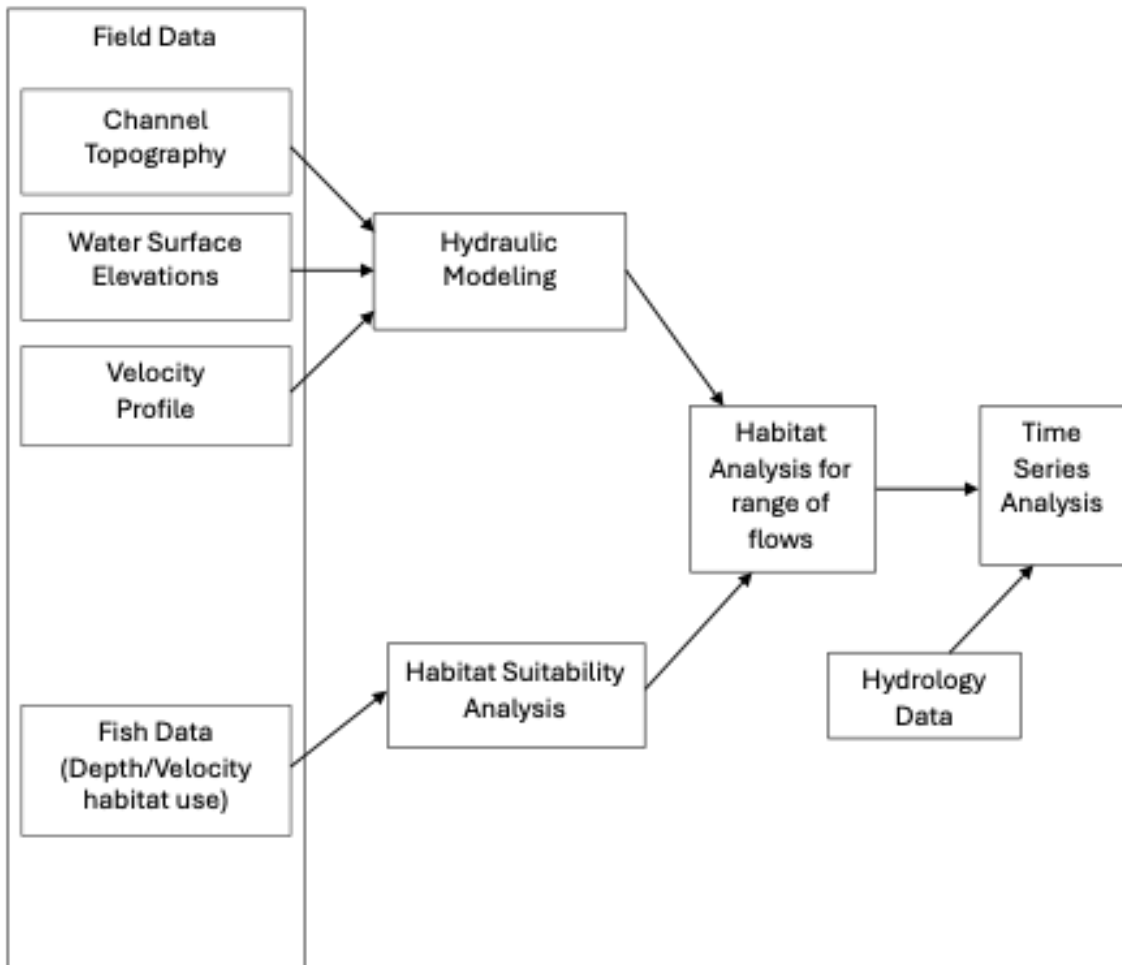 Field Data
Channel
Topography
Water Surface
Elevations
Velocity
Profile
Fish Data
(Depth/Velocity
habitat use)
Hydraulic
Modeling
Habitat Suitability
Analysis
Habitat
Analysis for
range of
flows
Time
Series
Analysis
Hydrology
Data